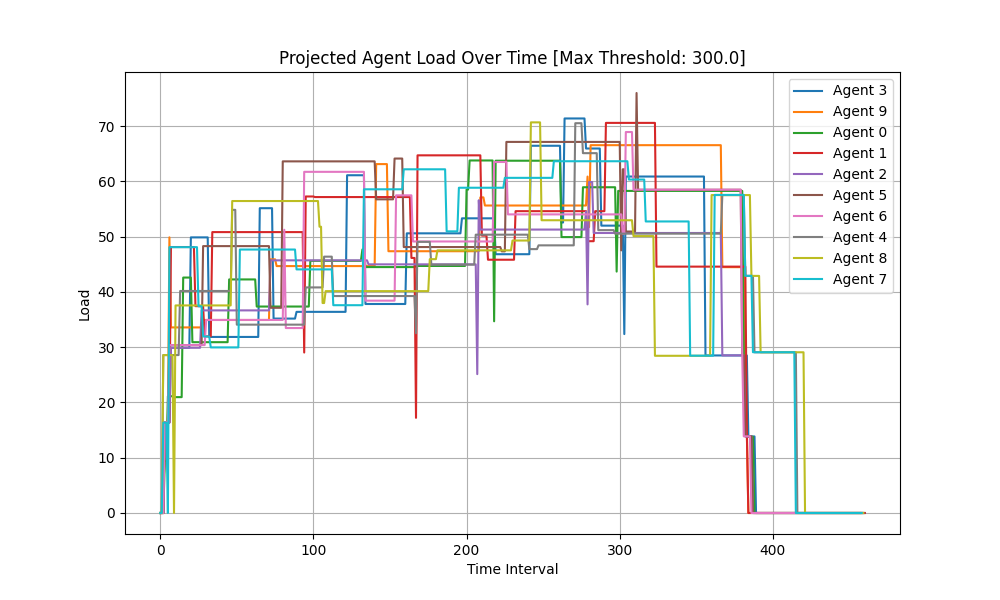 Projected Agent Load Over Time [Max Threshold: 300.0]
Load
70
60
50
40
30
20
10
0
0 100 200 300 400
Time Interval
Agent 3
Agent 9
Agent 0
Agent 1
Agent 2
Agent 5
Agent 6
Agent 4
Agent 8
Agent 7